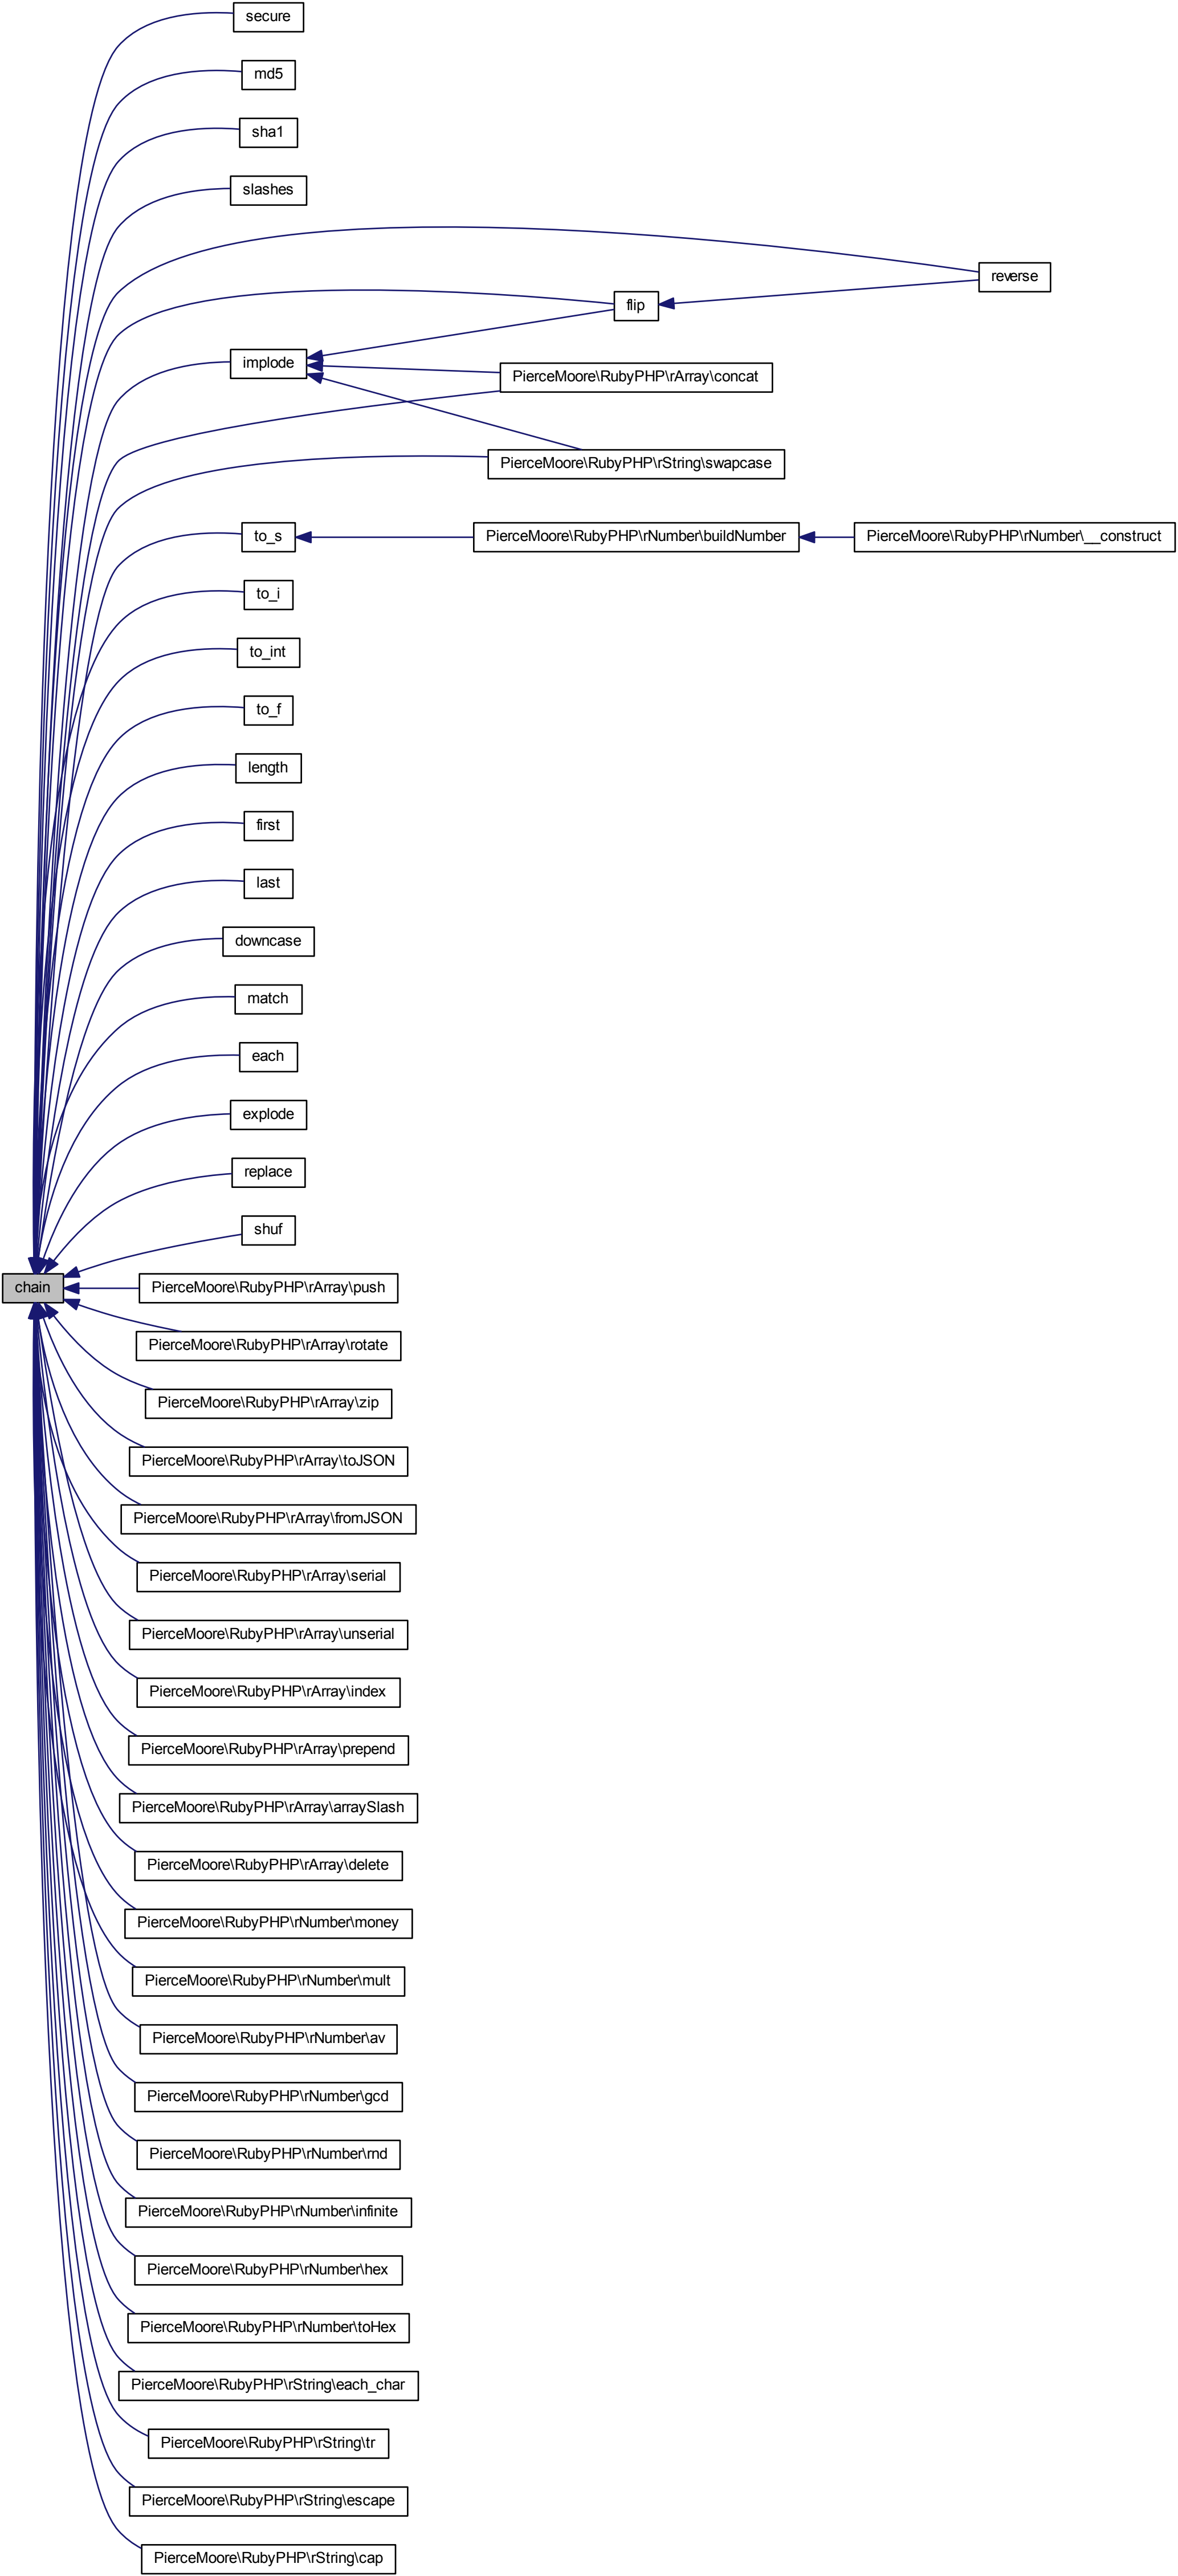 secure
md5
sha1
slashes
reverse
flip
implode
PierceMoore\RubyPHP\rArray\concat
PierceMoore\RubyPHP\rString\swapcase
to_s
PierceMoore\RubyPHP\rNumber\buildNumber
PierceMoore\RubyPHP\rNumber\__construct
to_i
to_int
to_f
length
first
last
downcase
match
each
explode
replace
shuf
chain
PierceMoore\RubyPHP\rArray\push
PierceMoore\RubyPHP\rArray\rotate
PierceMoore\RubyPHP\rArray\zip
PierceMoore\RubyPHP\rArray\toJSON
PierceMoore\RubyPHP\rArray\fromJSON
PierceMoore\RubyPHP\rArray\serial
PierceMoore\RubyPHP\rArray\unserial
PierceMoore\RubyPHP\rArray\index
PierceMoore\RubyPHP\rArray\prepend
PierceMoore\RubyPHP\rArray\arraySlash
PierceMoore\RubyPHP\rArray\delete
PierceMoore\RubyPHP\rNumber\money
PierceMoore\RubyPHP\rNumber\mult
PierceMoore\RubyPHP\rNumber\av
PierceMoore\RubyPHP\rNumber\gcd
PierceMoore\RubyPHP\rNumber\rnd
PierceMoore\RubyPHP\rNumber\infinite
PierceMoore\RubyPHP\rNumber\hex
PierceMoore\RubyPHP\rNumber\toHex
PierceMoore\RubyPHP\rString\each_char
PierceMoore\RubyPHP\rString\tr
PierceMoore\RubyPHP\rString\escape
PierceMoore\RubyPHP\rString\cap